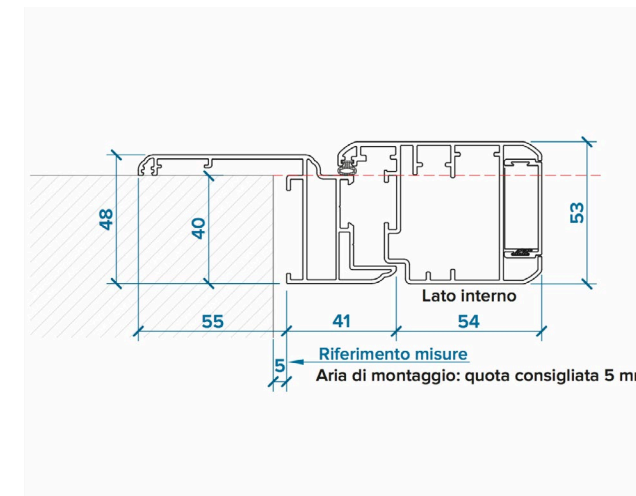 48
40
53
Lato interno
55
41
54
5
Riferimento misure
Aria di montaggio: quota consigliata 5 m